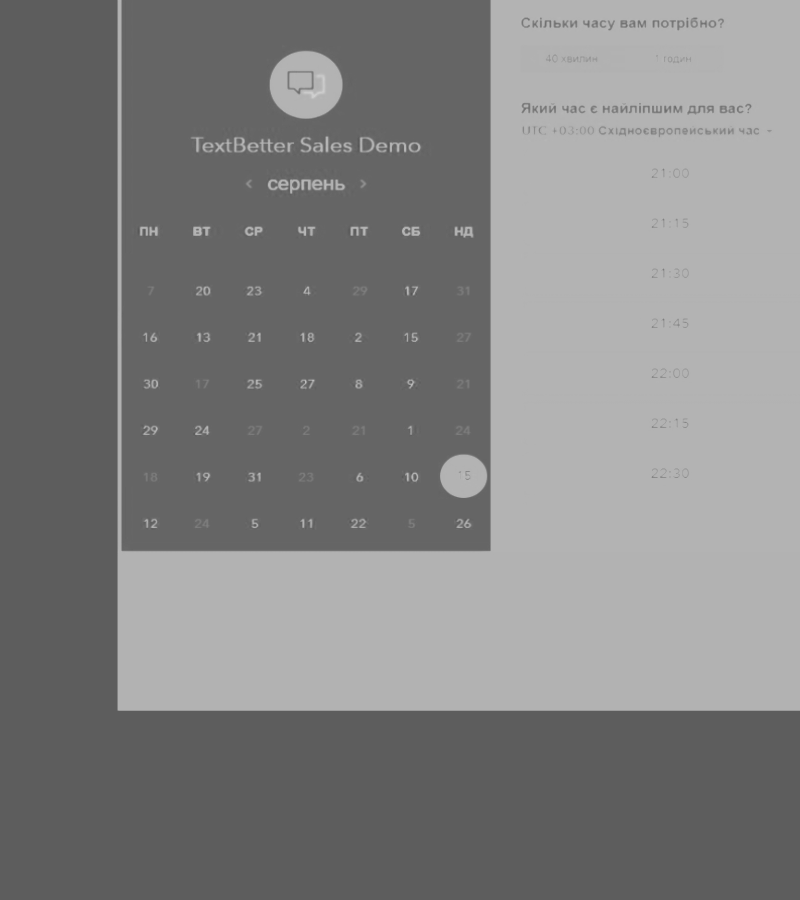 TextBetter Sales Demo
< серпень >
ПН ВТ СР ЧТ ПТ СБ НД
7 20 23 4 29 17 31
16 13 21 18 2 15 27
30 17 25 27 8 9 21
29 24 27 2 21 1 24
18 19 31 23 6 10 15
12 24 5 11 22 5 26
Скільки часу вам потрібно?
40 хвилин 1 годин
Який час є найліпшим для вас?
UTC +03:00 Східноєвропейський час
21:00
21:15
21:30
21:45
22:00
22:15
22:30